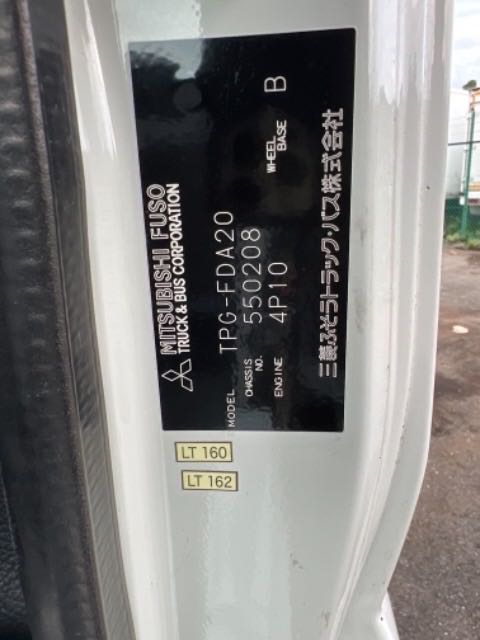 MITSUBISHI FUSO
TRUCK & BUS CORPORATION
MODEL TPG-FDA20
CHASSIS NO. 550208
ENGINE 4P10 WHEEL BASE B
三菱ふそうトラック・バス株式会社
LT 160
LT 162